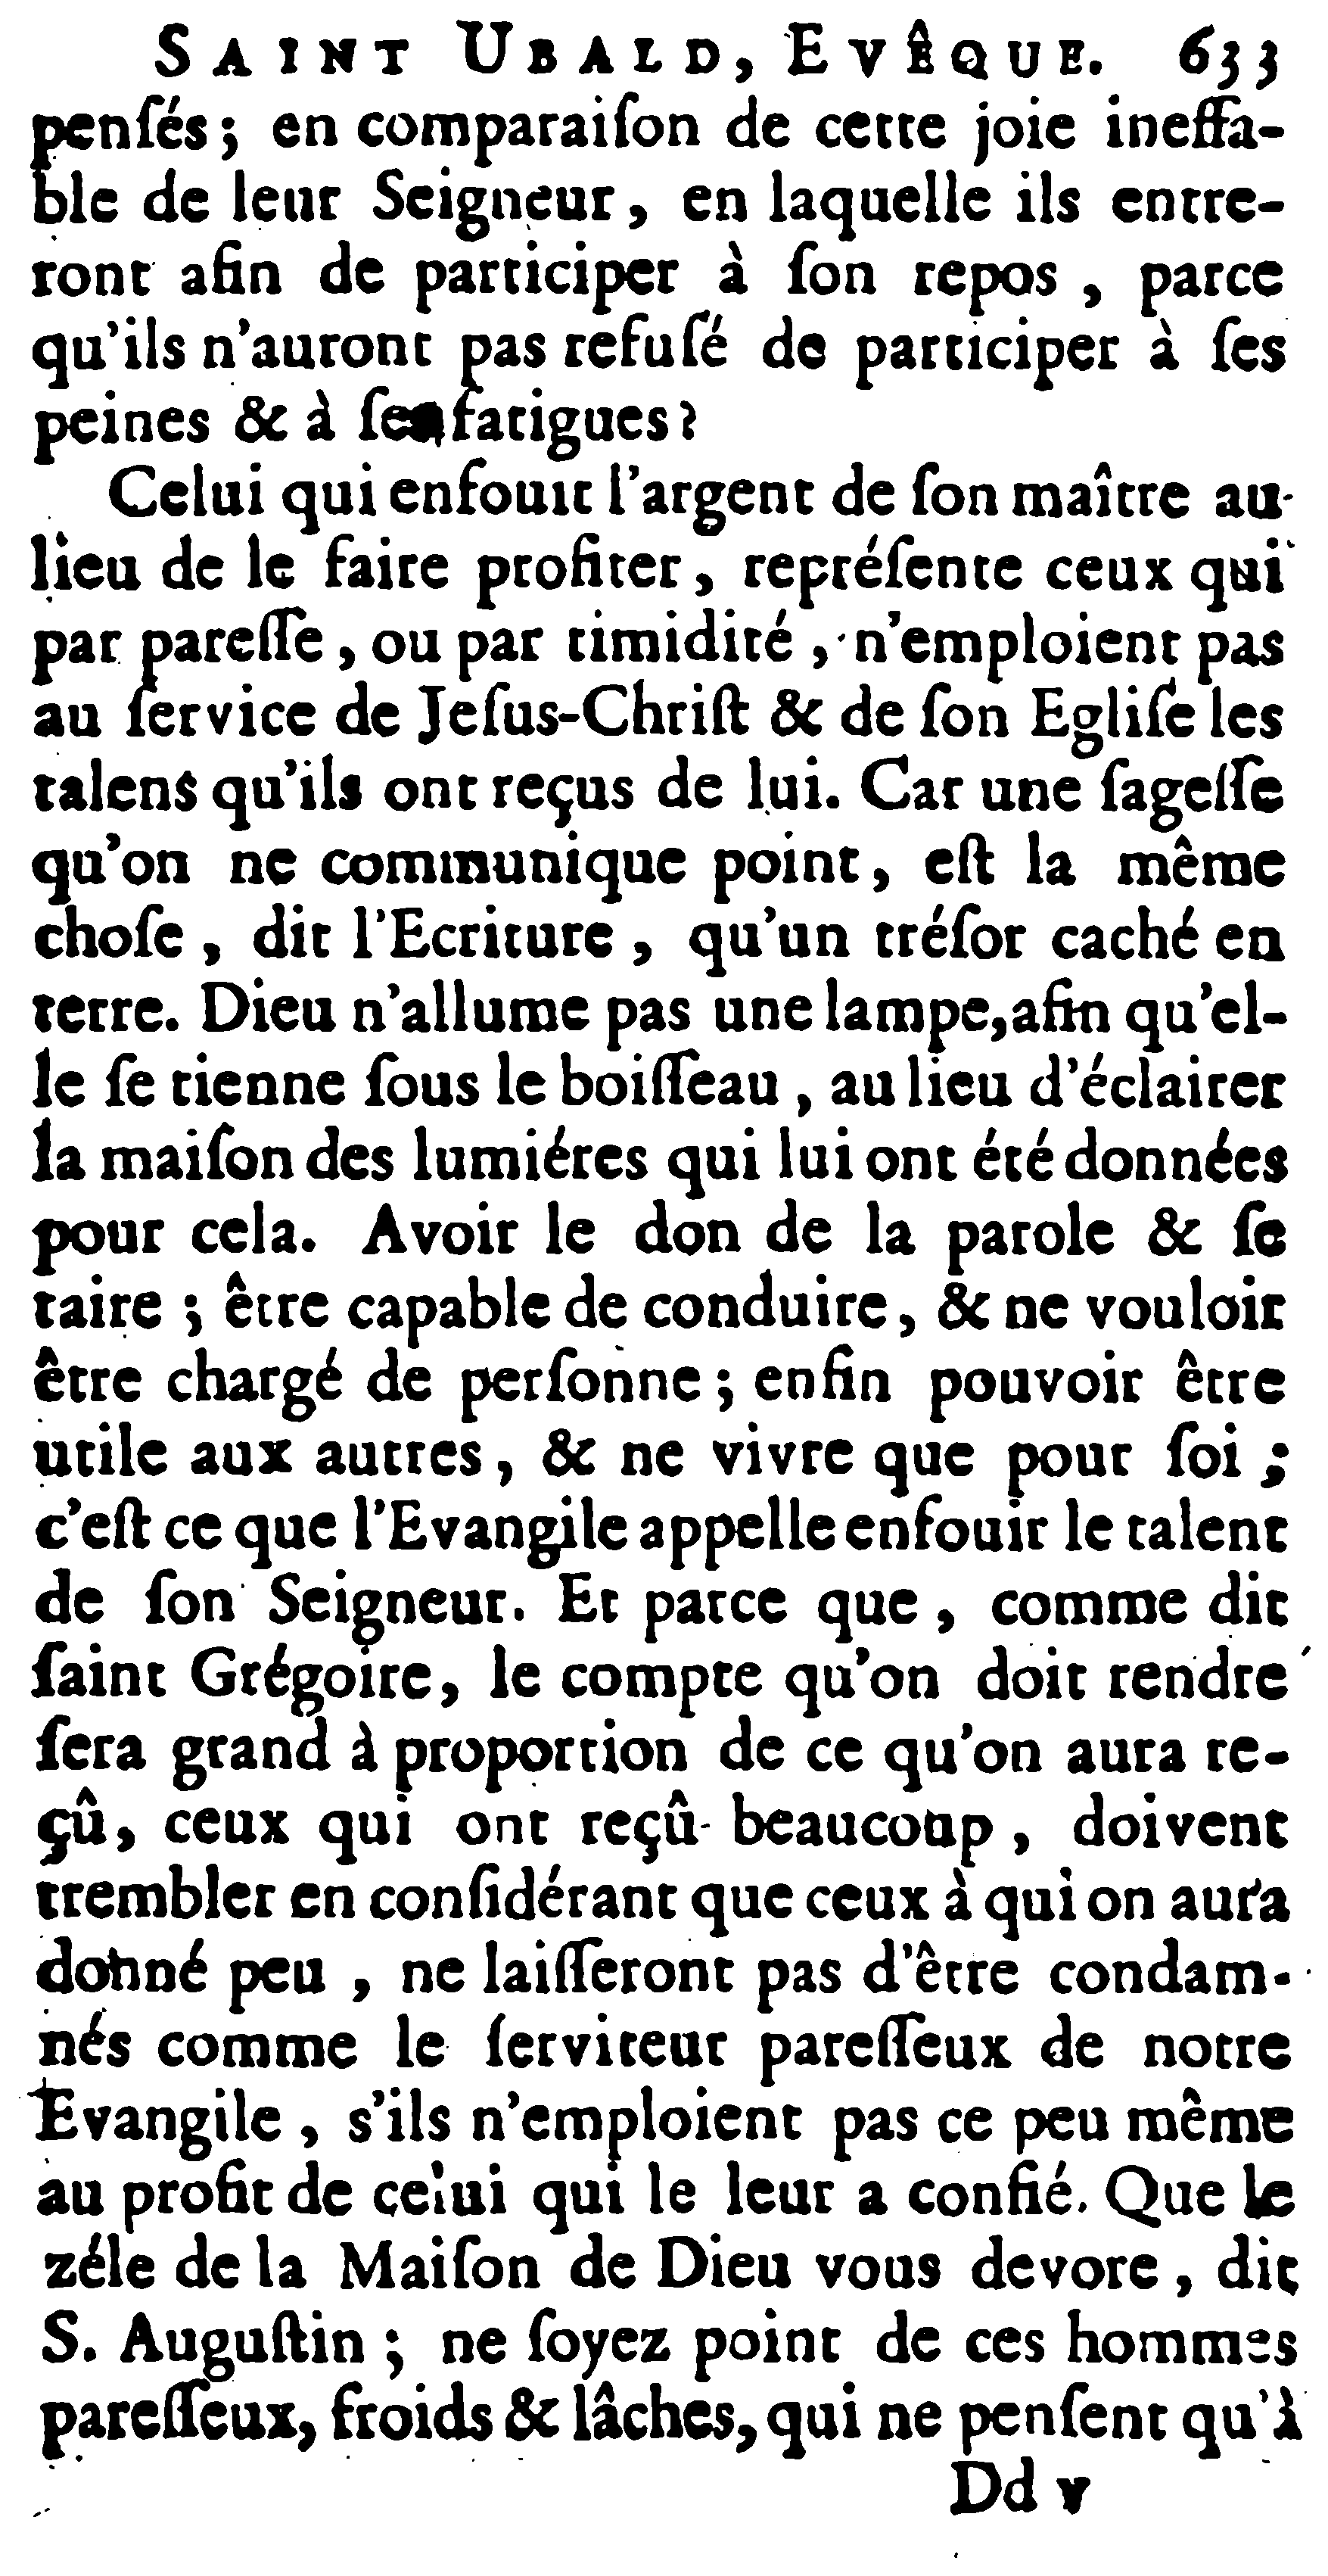 SAINT UBALD, EVÊQUE. 633
penſés; en comparaiſon de cette joie ineffa-
ble de leur Seigneur, en laquelle ils entre-
ront afin de participer à ſon repos, parce
qu'ils n'auront pas refuſé de participer à ſes
peines & à ſes fatigues?
Celui qui enfouit l'argent de ſon maître au-
lieu de le faire profiter, repréſente ceux qui
par pareſſe, ou par timidité, n'emploient pas
au ſervice de Jeſus-Chriſt & de ſon Egliſe les
talens qu'ils ont reçus de lui. Car une ſageſſe
qu'on ne communique point, eſt la même
choſe, dit l'Ecriture, qu'un tréſor caché en
terre. Dieu n'allume pas une lampe, afin qu'el-
le ſe tienne ſous le boiſſeau, au lieu d'éclairer
la maiſon des lumiéres qui lui ont été données
pour cela. Avoir le don de la parole & ſe
taire; être capable de conduire, & ne vouloir
être chargé de perſonne; enfin pouvoir être
utile aux autres, & ne vivre que pour ſoi;
c'eſt ce que l'Evangile appelle enfouir le talent
de ſon Seigneur. Et parce que, comme dit
ſaint Grégoire, le compte qu'on doit rendre
ſera grand à proportion de ce qu'on aura re-
çû, ceux qui ont reçû beaucoup, doivent
trembler en conſidérant que ceux à qui on aura
donné peu, ne laiſſeront pas d'être condam-
nés comme le ſerviteur pareſſeux de notre
Evangile, s'ils n'emploient pas ce peu même
au profit de celui qui le leur a confié. Que le
zéle de la Maiſon de Dieu vous devore, dit
S. Auguſtin; ne ſoyez point de ces hommes
pareſſeux, froids & lâches, qui ne penſent qu'à
Dd v